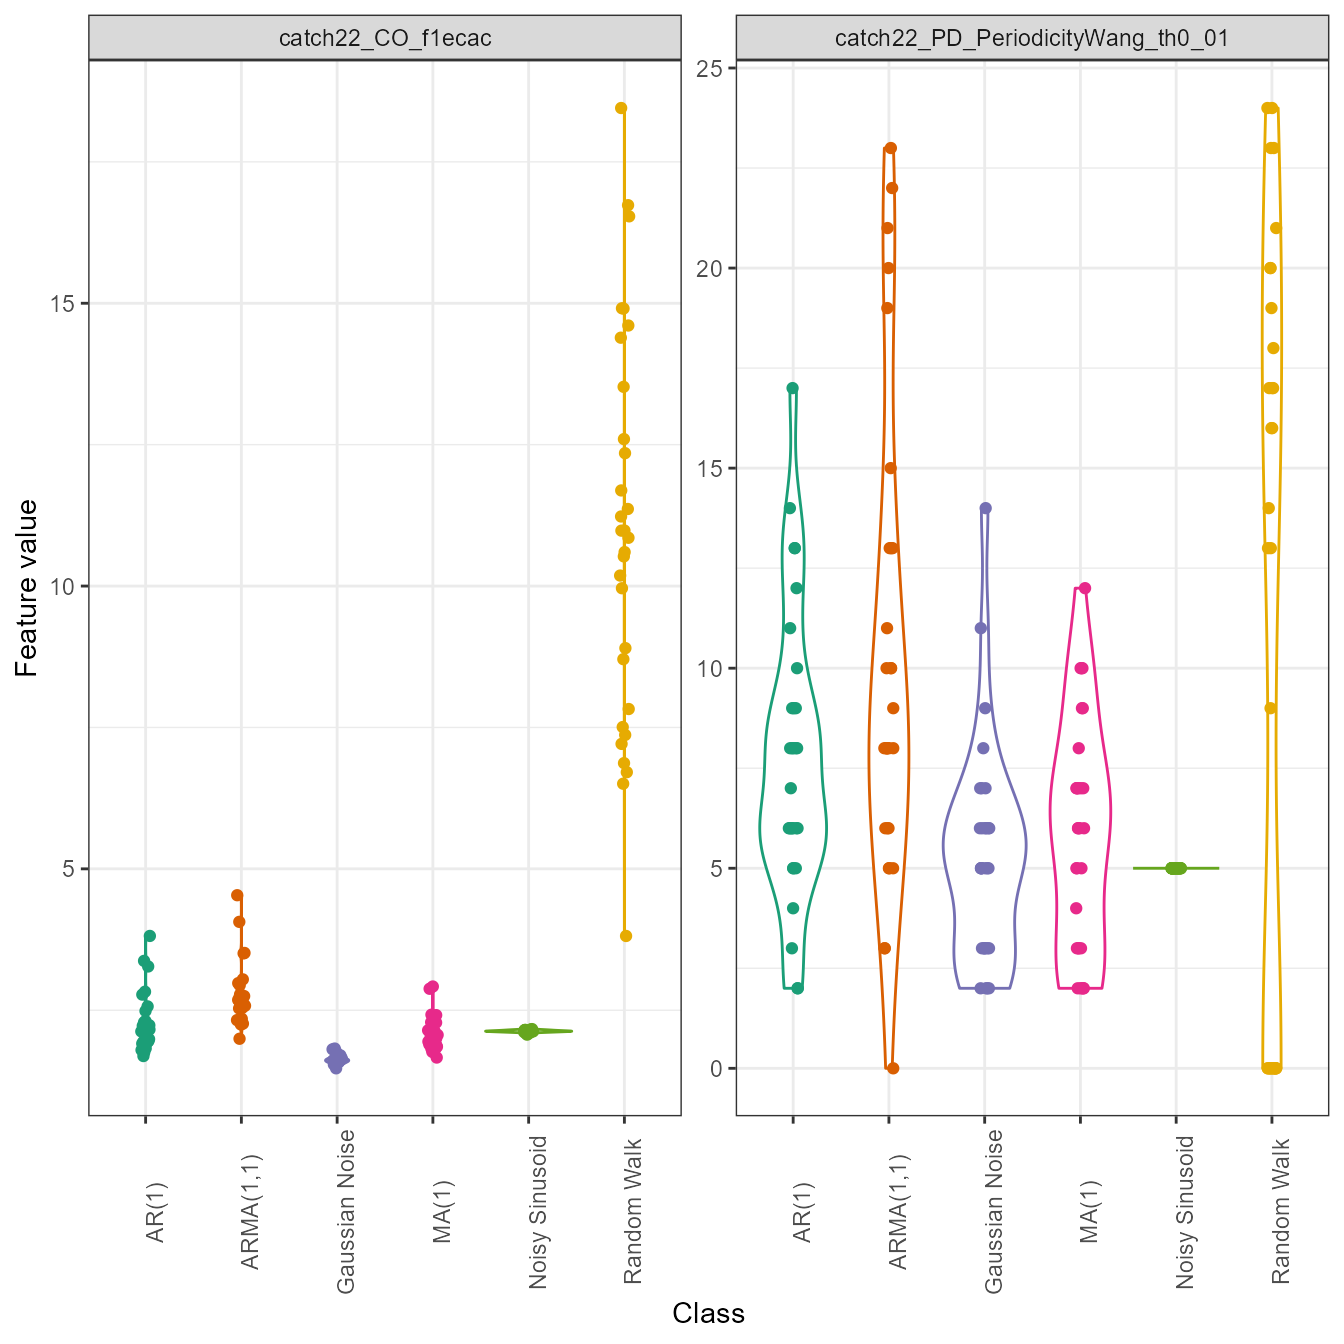 catch22_CO_f1ecac
catch22_PD_PeriodicityWang_th0_01
Feature value
15
10
5
25
20
15
10
5
0
AR(1)
ARMA(1,1)
Gaussian Noise
MA(1)
Noisy Sinusoid
Random Walk
AR(1)
ARMA(1,1)
Gaussian Noise
MA(1)
Noisy Sinusoid
Random Walk
Class